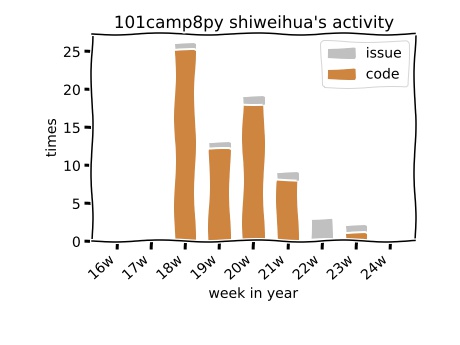 101camp8py shiweihua's activity
issue
code
25
20
15
10
5
0
times
16w 17w 18w 19w 20w 21w 22w 23w 24w
week in year